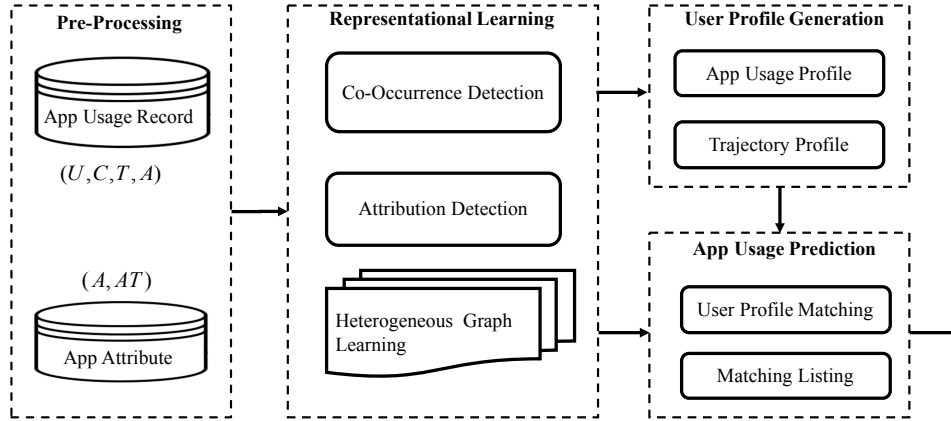 Pre-Processing
App Usage Record
(U,C,T,A)
(A,AT)
App Attribute
Representational Learning
Co-Occurrence Detection
Attribution Detection
Heterogeneous Graph
Learning
User Profile Generation
App Usage Profile
Trajectory Profile
App Usage Prediction
User Profile Matching
Matching Listing